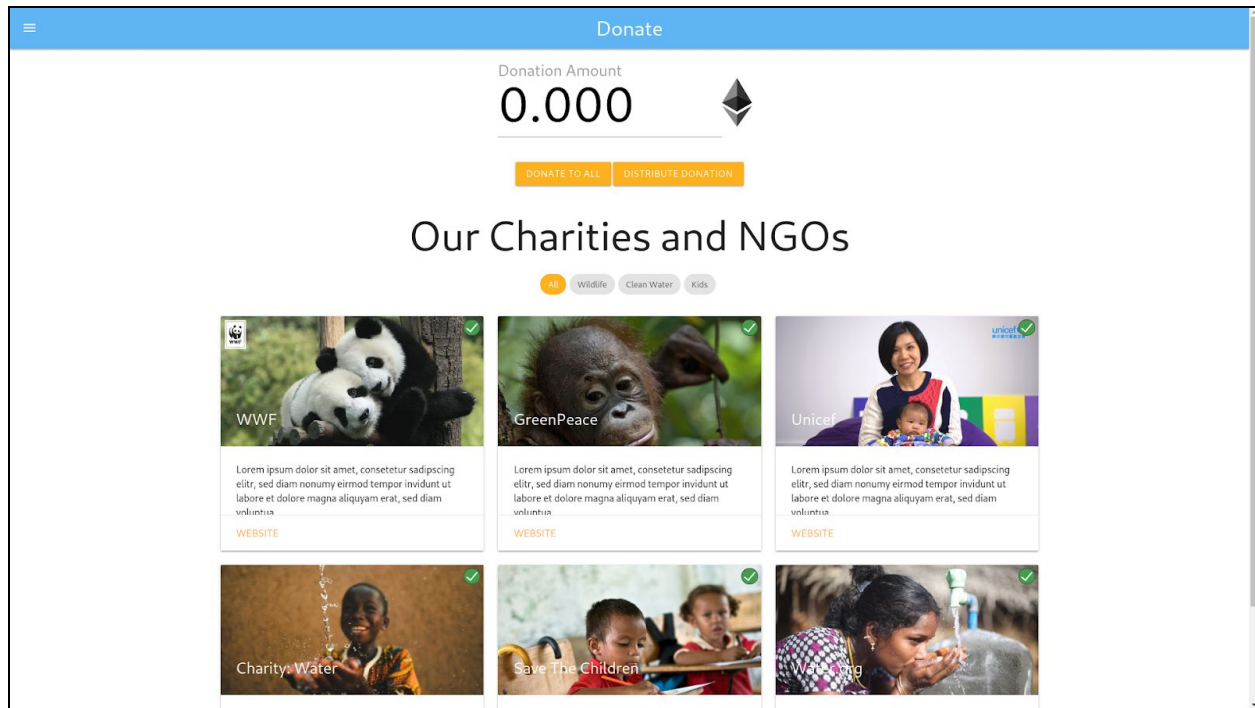 Donate
Donation Amount
0.000
DONATE TO ALL
DISTRIBUTE DONATION
Our Charities and NGOs
All
Wildlife
Clean Water
Kids
WWF
WWF
GreenPeace
unicef
Unicef
Lorem ipsum dolor sit amet, consetetur sadipscing
elitr, sed diam nonumy eirmod tempor invidunt ut
labore et dolore magna aliquyam erat, sed diam
voluptua
WEBSITE
Lorem ipsum dolor sit amet, consetetur sadipscing
elitr, sed diam nonumy eirmod tempor invidunt ut
labore et dolore magna aliquyam erat, sed diam
voluptua
WEBSITE
Lorem ipsum dolor sit amet, consetetur sadipscing
elitr, sed diam nonumy eirmod tempor invidunt ut
labore et dolore magna aliquyam erat, sed diam
voluptua
WEBSITE
Charity: Water
Save The Children
Water.org